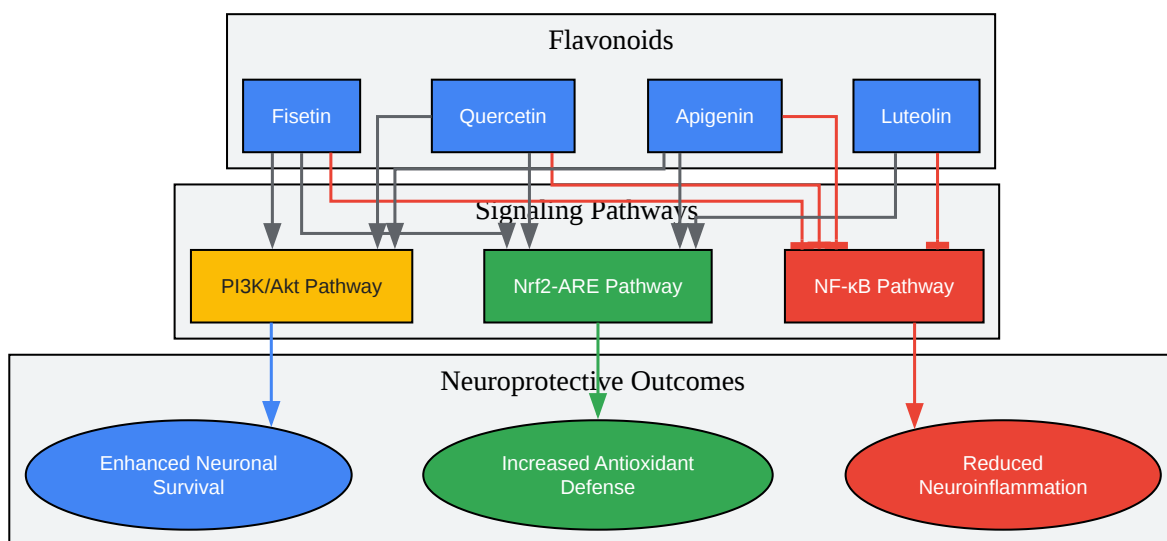 Flavonoids
Fisetin
Quercetin
Apigenin
Luteolin
Signaling Pathways
PI3K/Akt Pathway
Nrf2-ARE Pathway
NF-κB Pathway
Neuroprotective Outcomes
Enhanced Neuronal
Survival
Increased Antioxidant
Defense
Reduced
Neuroinflammation